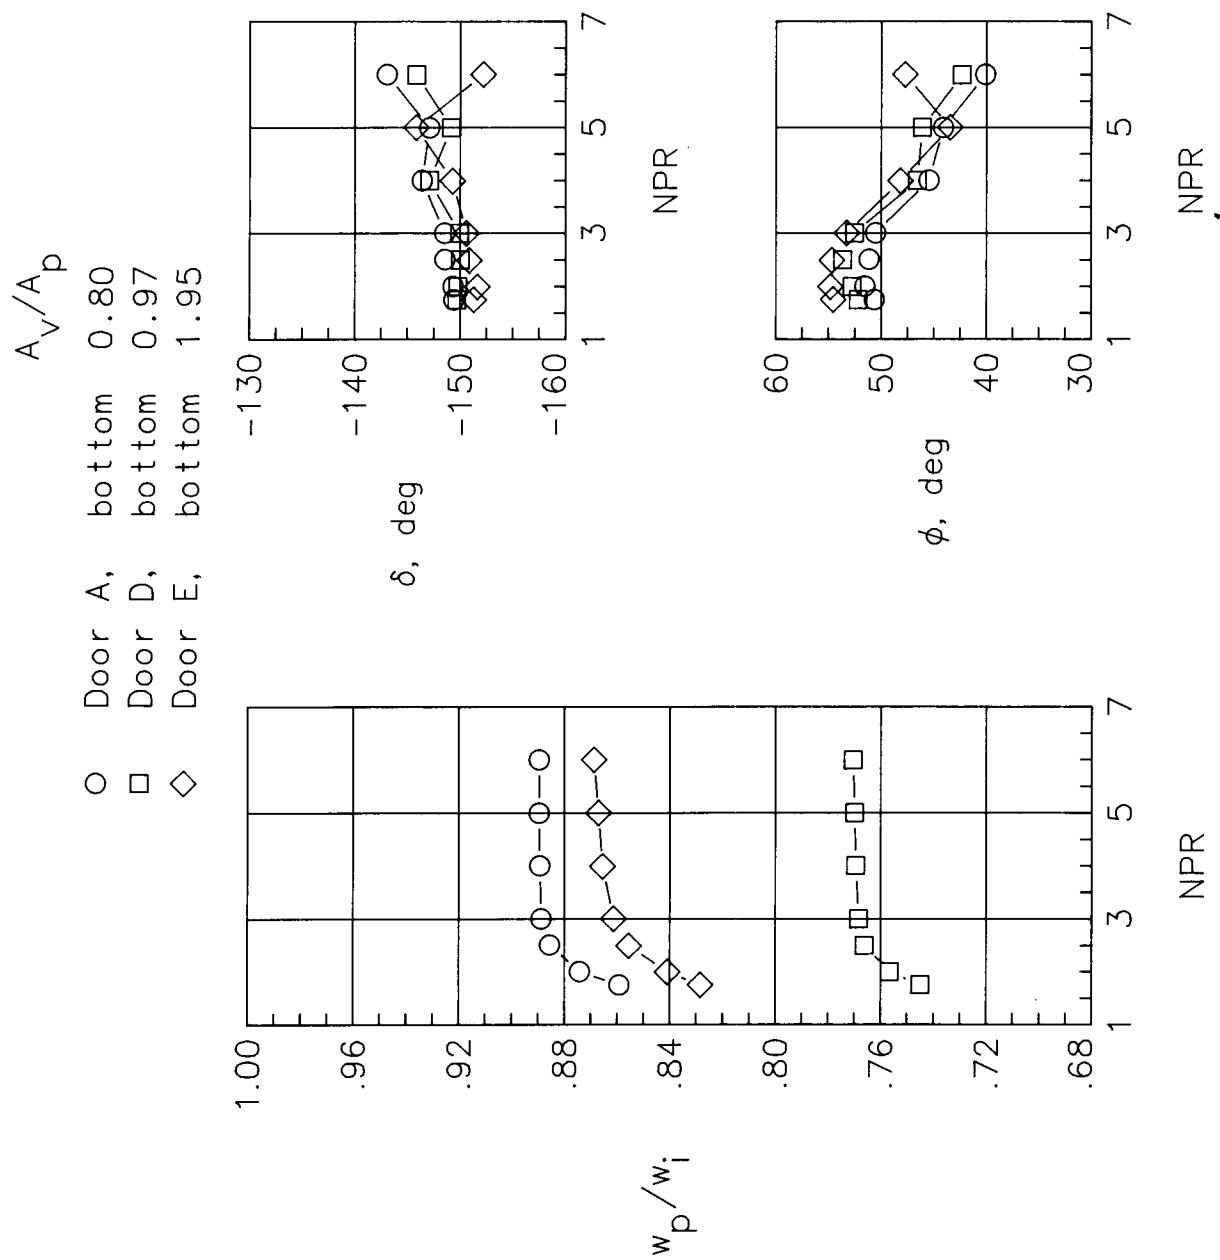 A_v/A_p
Door A, bottom 0.80
Door D, bottom 0.97
Door E, bottom 1.95
1.00
.96
.92
.88
.84
.80
.76
.72
.68
w_p/w_i
1 3 5 7
NPR
-130
-140
-150
-160
δ, deg
1 3 5 7
NPR
60
50
40
30
ϕ, deg
1 3 5 7
NPR